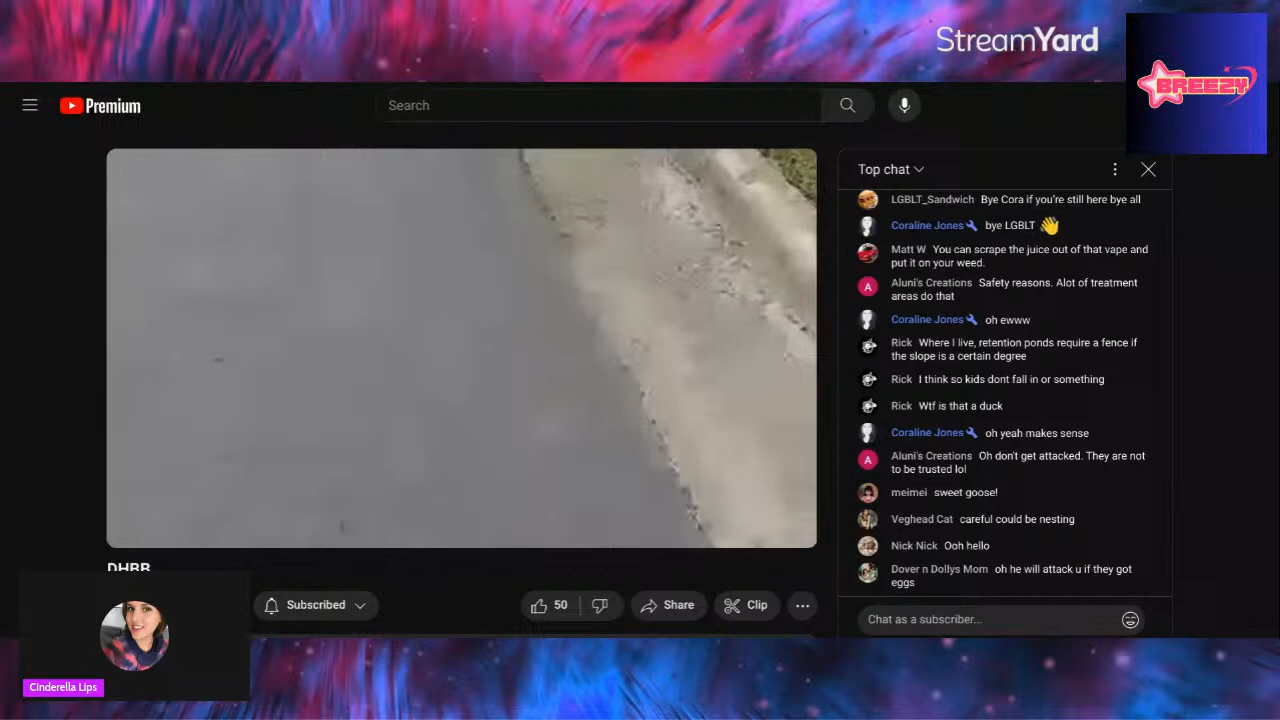 StreamYard
BREEZY
Premium
Search
Top chat
LGBLT_Sandwich Bye Cora if you're still here bye all
Coraline Jones bye LGBLT 👋
Matt W You can scrape the juice out of that vape and
put it on your weed.
A Aluni's Creations Safety reasons. Alot of treatment
areas do that
Coraline Jones oh ewww
Rick Where I live, retention ponds require a fence if
the slope is a certain degree
Rick I think so kids dont fall in or something
Rick Wtf is that a duck
Coraline Jones oh yeah makes sense
A Aluni's Creations Oh don't get attacked. They are not
to be trusted lol
meimei sweet goose!
Veghead Cat careful could be nesting
Nick Nick Ooh hello
Dover n Dollys Mom oh he will attack u if they got
eggs
Chat as a subscriber...
DHRR
Subscribed
50
Share
Clip
Cinderella Lips